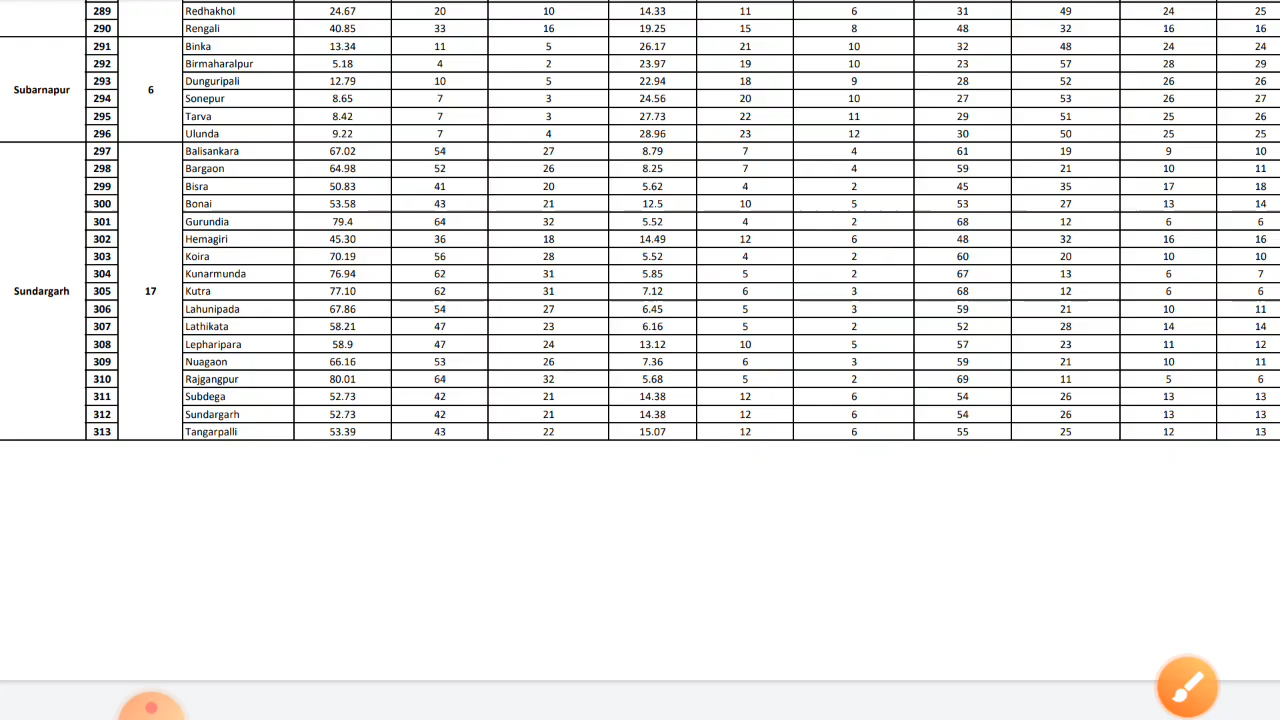 289 Redhakhol 24.67 20 10 14.33 11 6 31 49 24 25
290 Rengali 40.85 33 16 19.25 15 8 48 32 16 16
Subarnapur 6
291 Binka 13.34 11 5 26.17 21 10 32 48 24 24
292 Birmaharalpur 5.18 4 2 23.97 19 10 23 57 28 29
293 Dunguripali 12.79 10 5 22.94 18 9 28 52 26 26
294 Sonepur 8.65 7 3 24.56 20 10 27 53 26 27
295 Tarva 8.42 7 3 27.73 22 11 29 51 25 26
296 Ulunda 9.22 7 4 28.96 23 12 30 50 25 25
Sundargarh 17
297 Balisankara 67.02 54 27 8.79 7 4 61 19 9 10
298 Bargaon 64.98 52 26 8.25 7 4 59 21 10 11
299 Bisra 50.83 41 20 5.62 4 2 45 35 17 18
300 Bonai 53.58 43 21 12.5 10 5 53 27 13 14
301 Gurundia 79.4 64 32 5.52 4 2 68 12 6 6
302 Hemagiri 45.30 36 18 14.49 12 6 48 32 16 16
303 Koira 70.19 56 28 5.52 4 2 60 20 10 10
304 Kunarmunda 76.94 62 31 5.85 5 2 67 13 6 7
305 Kutra 77.10 62 31 7.12 6 3 68 12 6 6
306 Lahunipada 67.86 54 27 6.45 5 3 59 21 10 11
307 Lathikata 58.21 47 23 6.16 5 2 52 28 14 14
308 Lepharipara 58.9 47 24 13.12 10 5 57 23 11 12
309 Nuagaon 66.16 53 26 7.36 6 3 59 21 10 11
310 Rajgangpur 80.01 64 32 5.68 5 2 69 11 5 6
311 Subdega 52.73 42 21 14.38 12 6 54 26 13 13
312 Sundargarh 52.73 42 21 14.38 12 6 54 26 13 13
313 Tangarpalli 53.39 43 22 15.07 12 6 55 25 12 13